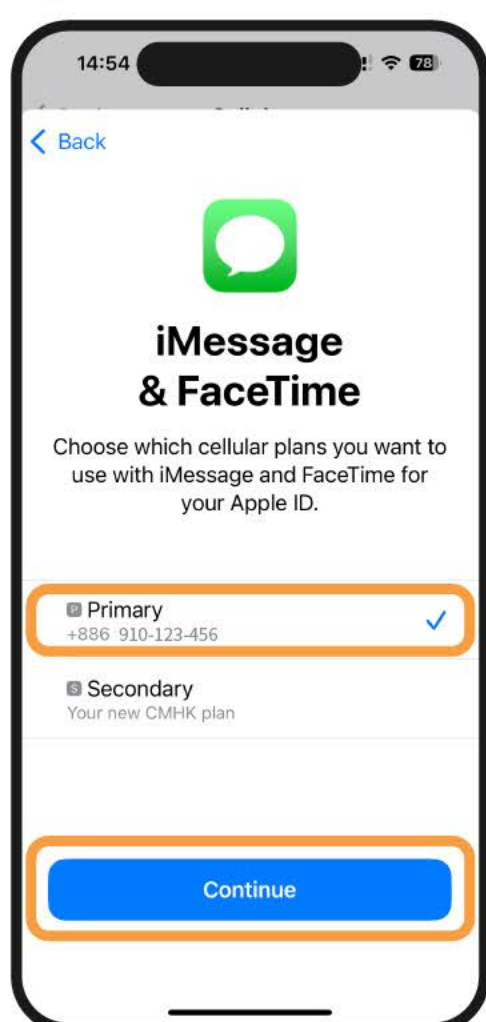 14:54
78
Back
iMessage
& FaceTime
Choose which cellular plans you want to
use with iMessage and FaceTime for
your Apple ID.
P Primary
+886 910-123-456
S Secondary
Your new CMHK plan
Continue